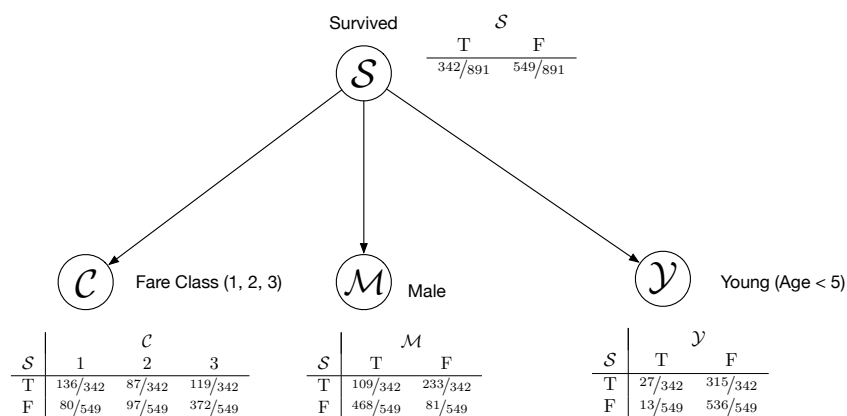 Survived
S
T F
342/891 549/891
S
C Fare Class (1, 2, 3)
M Male
Y Young (Age < 5)
C
S 1 2 3
T 136/342 87/342 119/342
F 80/549 97/549 372/549
M
S T F
T 109/342 233/342
F 468/549 81/549
Y
S T F
T 27/342 315/342
F 13/549 536/549